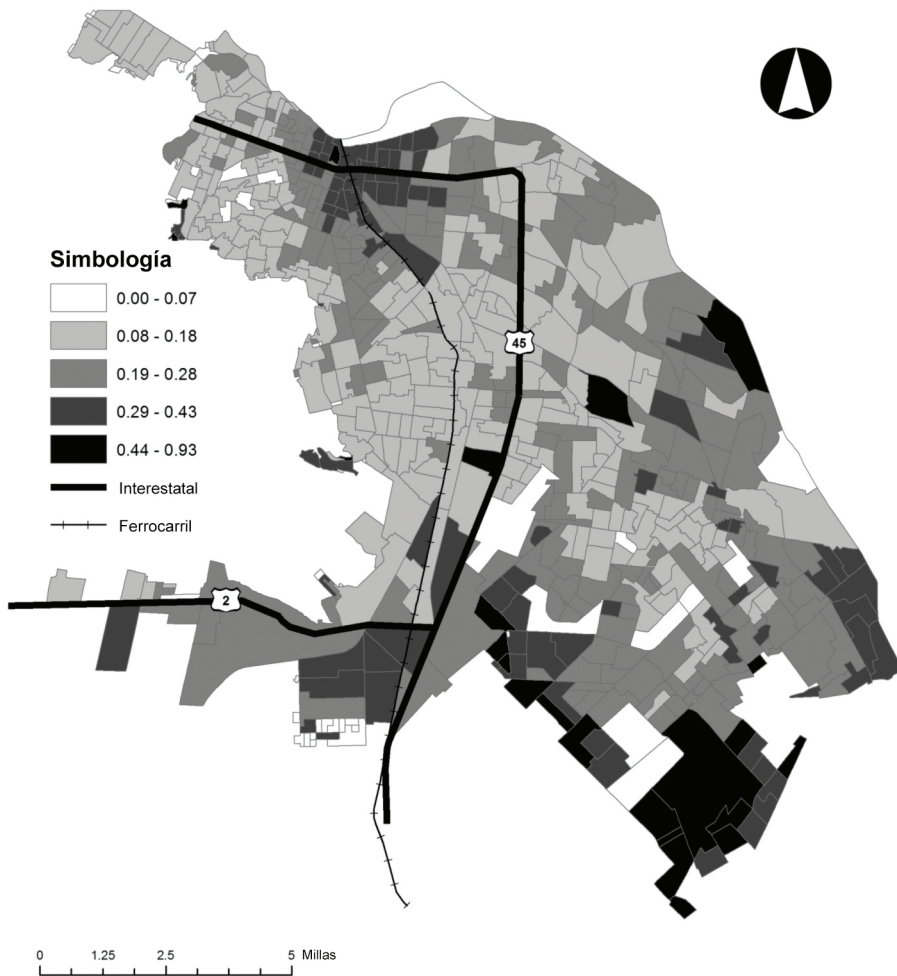 Simbología
0.00 - 0.07
0.08 - 0.18
0.19 - 0.28
0.29 - 0.43
0.44 - 0.93
Interestatal
Ferrocarril
45
2
0 1.25 2.5 5 Millas